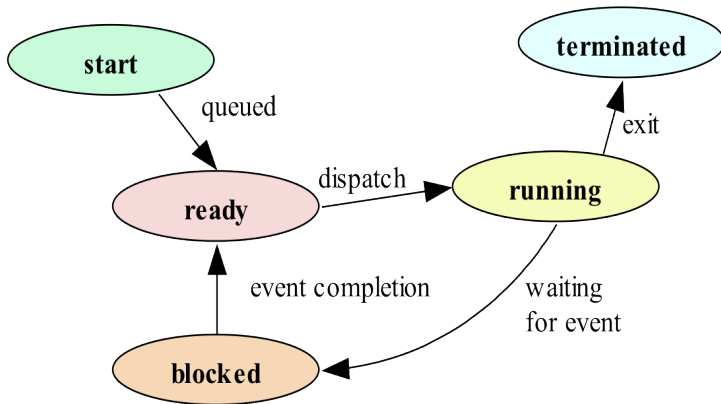 terminated
start
queued
exit
dispatch
running
ready
event completion
waiting
for event
blocked